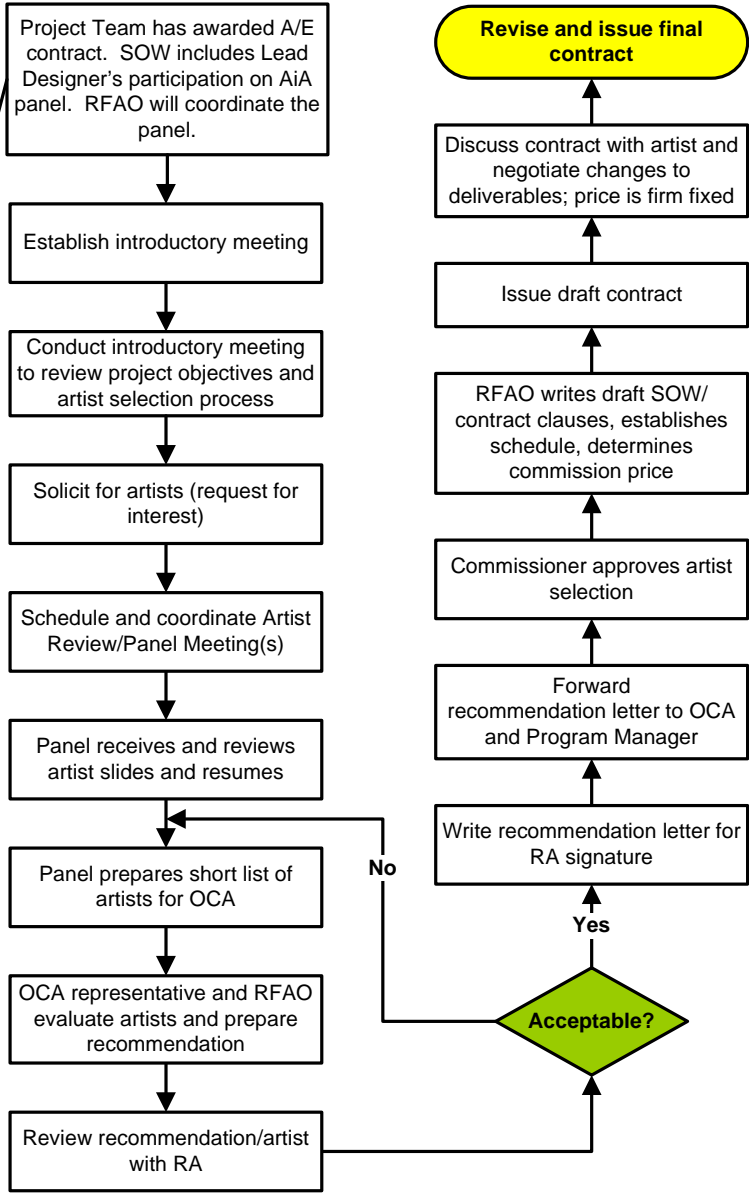 Project Team has awarded A/E
contract.  SOW includes Lead
Designer's participation on AiA
panel.  RFAO will coordinate the
panel.
Establish introductory meeting
Conduct introductory meeting
to review project objectives and
artist selection process
Solicit for artists (request for
interest)
Schedule and coordinate Artist
Review/Panel Meeting(s)
Panel receives and reviews
artist slides and resumes
Panel prepares short list of
artists for OCA
OCA representative and RFAO
evaluate artists and prepare
recommendation
Review recommendation/artist
with RA
Acceptable?
No
Yes
Write recommendation letter for
RA signature
Forward
recommendation letter to OCA
and Program Manager
Commissioner approves artist
selection
RFAO writes draft SOW/
contract clauses, establishes
schedule, determines
commission price
Issue draft contract
Discuss contract with artist and
negotiate changes to
deliverables; price is firm fixed
Revise and issue final
contract